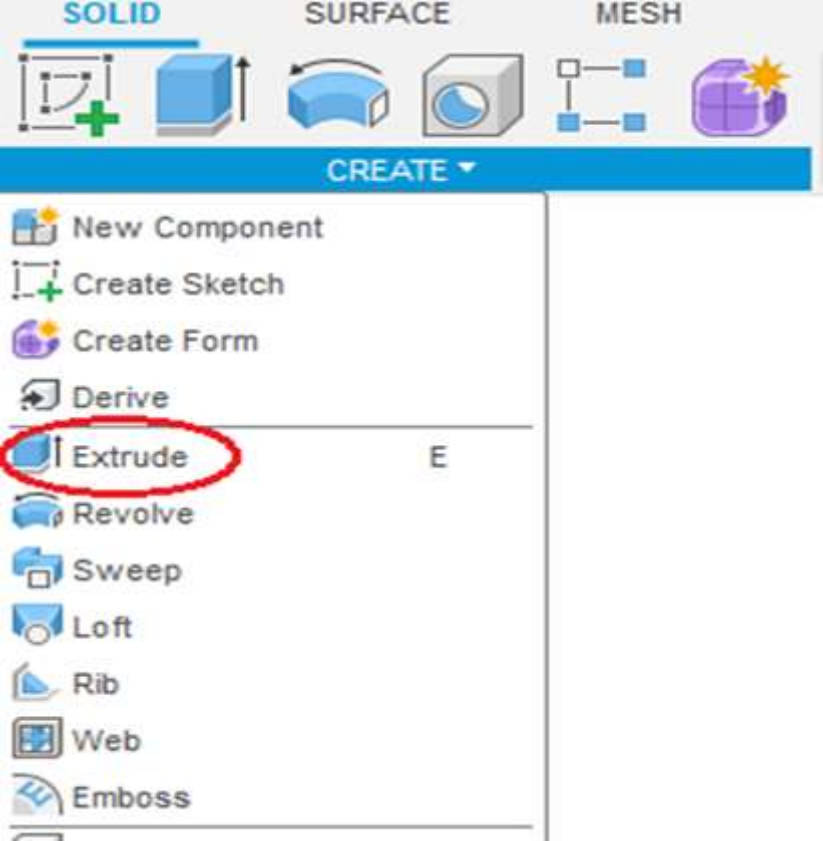 SOLID SURFACE MESH
CREATE
New Component
Create Sketch
Create Form
Derive
Extrude E
Revolve
Sweep
Loft
Rib
Web
Emboss